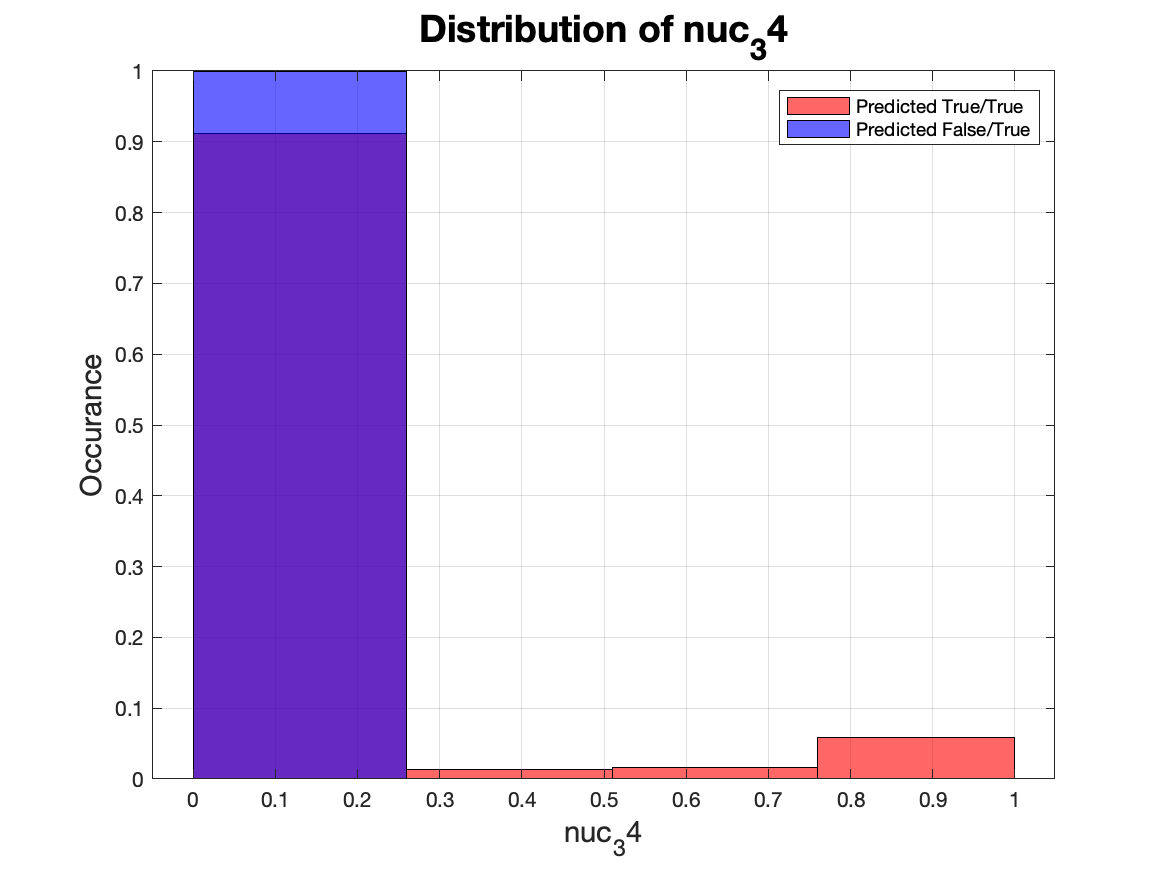 Distribution of nuc₃4
Predicted True/True
Predicted False/True
1
0.9
0.8
0.7
0.6
0.5
0.4
0.3
0.2
0.1
0
Occurance
0 0.1 0.2 0.3 0.4 0.5 0.6 0.7 0.8 0.9 1
nuc₃4